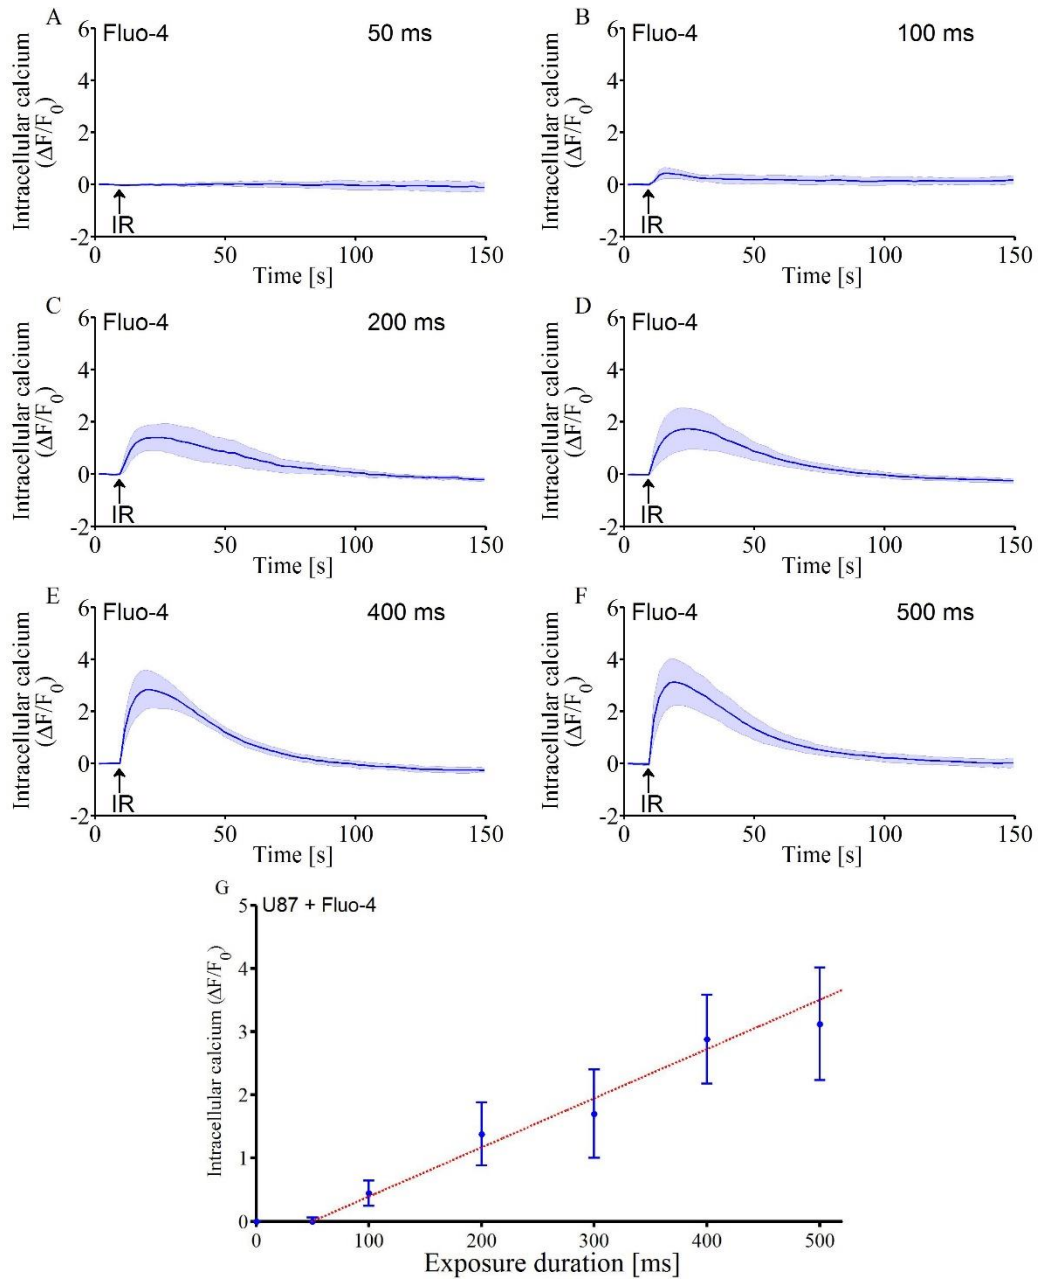 A
Fluo-4 50 ms
Intracellular calcium
(ΔF/F0)
6
4
2
0
-2
IR
0 50 100 150
Time [s]
B
Fluo-4 100 ms
Intracellular calcium
(ΔF/F0)
6
4
2
0
-2
IR
0 50 100 150
Time [s]
C
Fluo-4 200 ms
Intracellular calcium
(ΔF/F0)
6
4
2
0
-2
IR
0 50 100 150
Time [s]
D
Fluo-4
Intracellular calcium
(ΔF/F0)
6
4
2
0
-2
IR
0 50 100 150
Time [s]
E
Fluo-4 400 ms
Intracellular calcium
(ΔF/F0)
6
4
2
0
-2
IR
0 50 100 150
Time [s]
F
Fluo-4 500 ms
Intracellular calcium
(ΔF/F0)
6
4
2
0
-2
IR
0 50 100 150
Time [s]
G
U87 + Fluo-4
Intracellular calcium (ΔF/F0)
5
4
3
2
1
0
0 100 200 300 400 500
Exposure duration [ms]